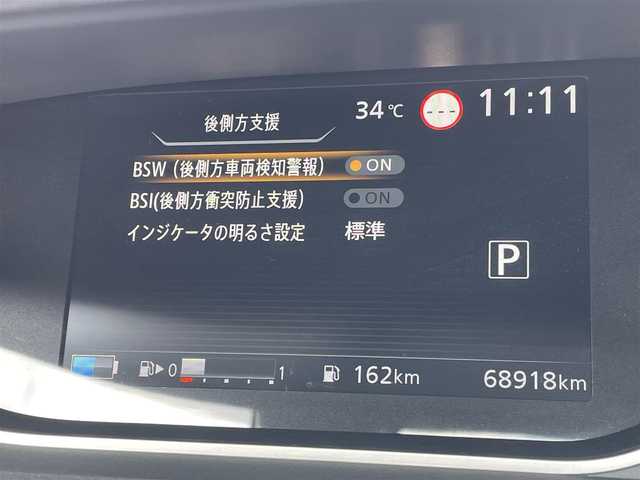 後側方支援 34℃ --- 11:11
BSW (後側方車両検知警報) ON
BSI(後側方衝突防止支援) ON
インジケータの明るさ設定 標準
P
0 1 162km 68918km